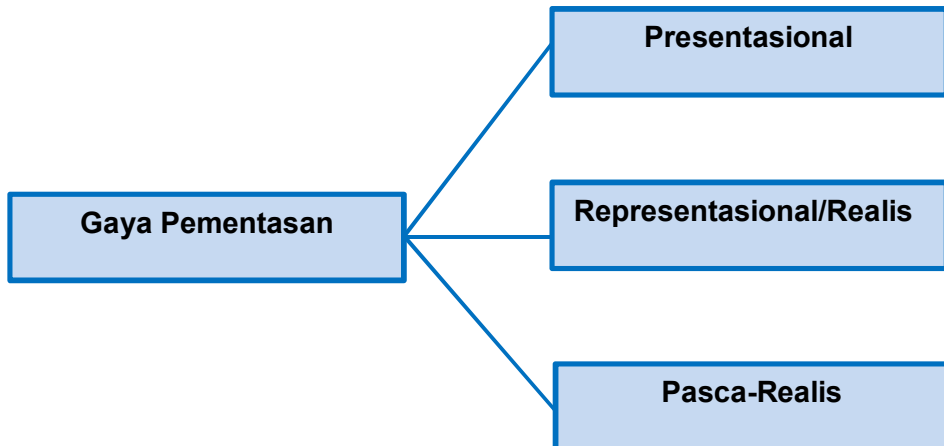 Presentasional
Gaya Pementasan
Representasional/Realis
Pasca-Realis